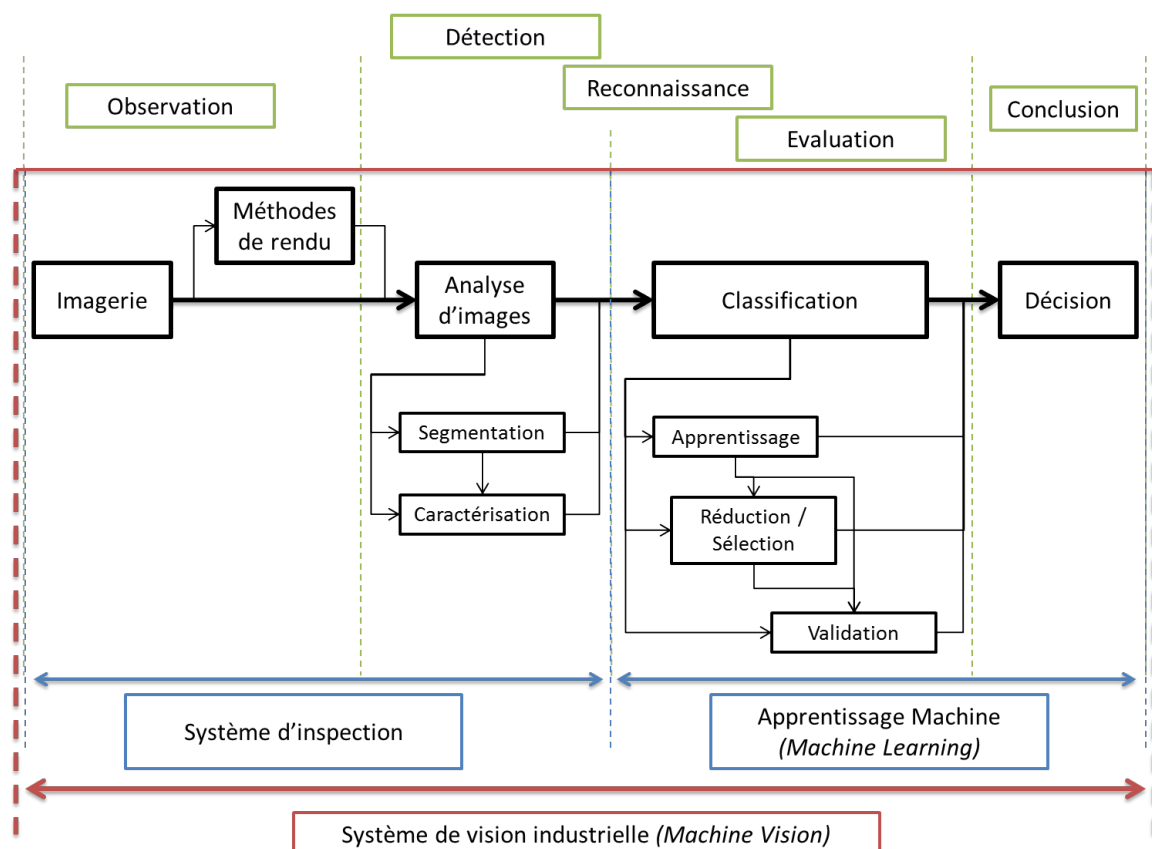 Détection
Reconnaissance
Observation
Conclusion
Evaluation
Méthodes
de rendu
Imagerie
Analyse
d’images
Classification
Décision
Segmentation
Apprentissage
Caractérisation
Réduction /
Sélection
Validation
Système d’inspection
Apprentissage Machine
(Machine Learning)
Système de vision industrielle (Machine Vision)